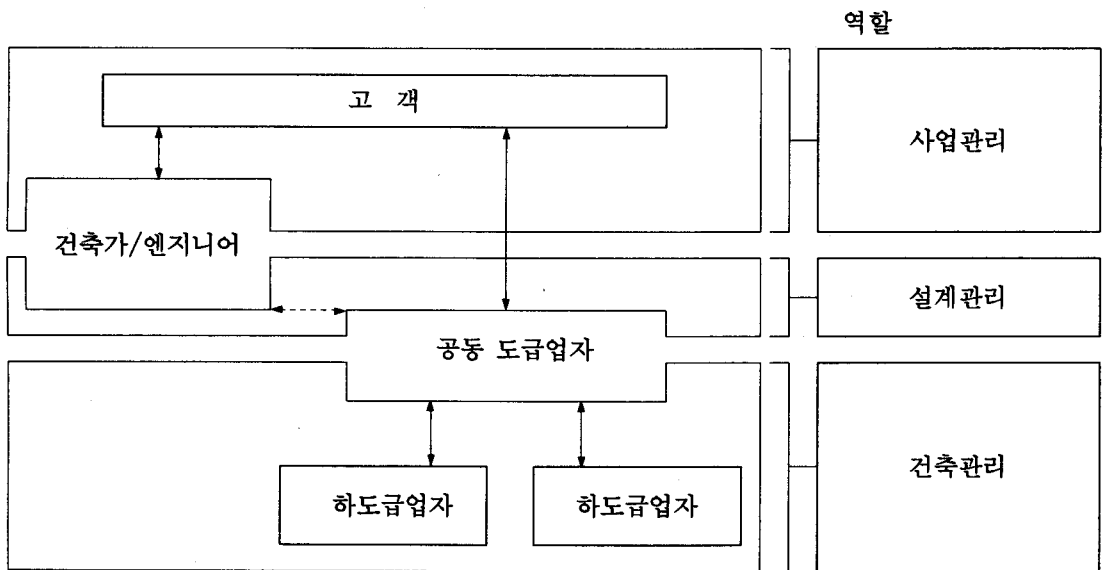 역할
고 객
사업관리
건축가/엔지니어
설계관리
공동 도급업자
건축관리
하도급업자
하도급업자